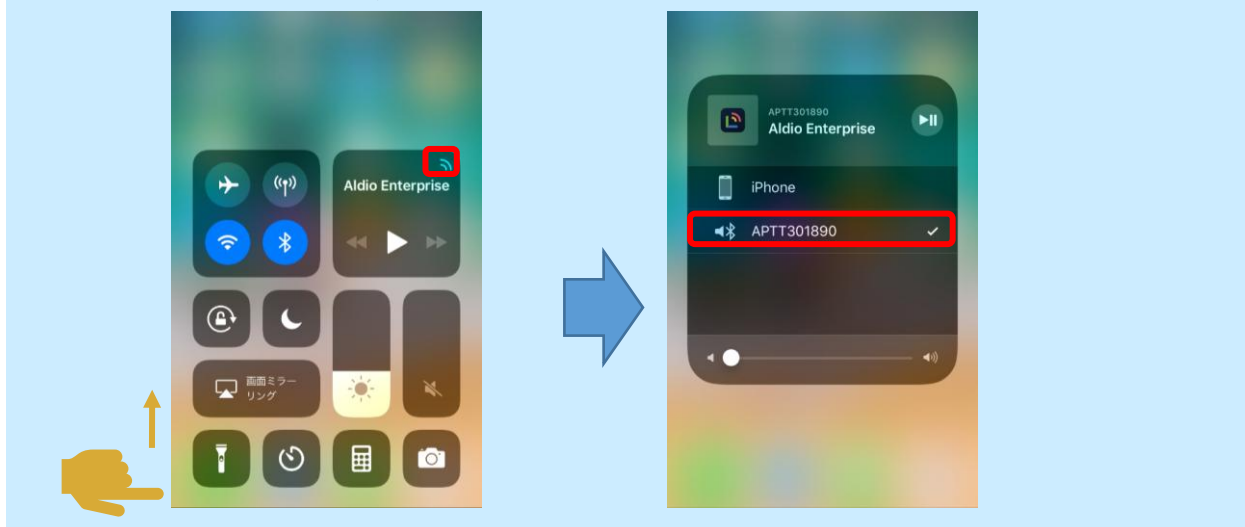 Aldio Enterprise
画面ミラー
リング
APTT301890
Aldio Enterprise
iPhone
APTT301890